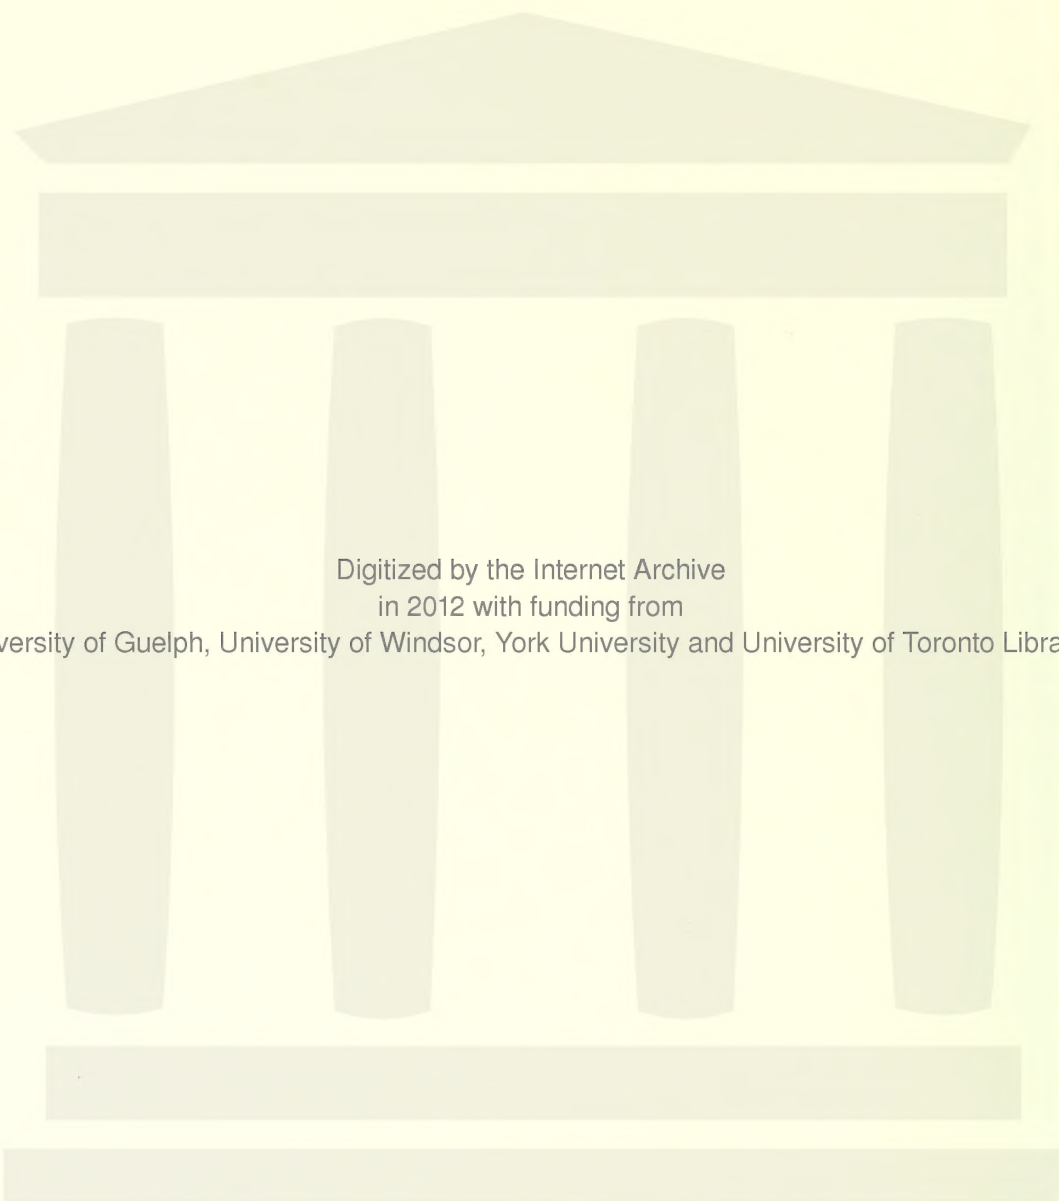 Digitized by the Internet Archive
in 2012 with funding from
versity of Guelph, University of Windsor, York University and University of Toronto Libra